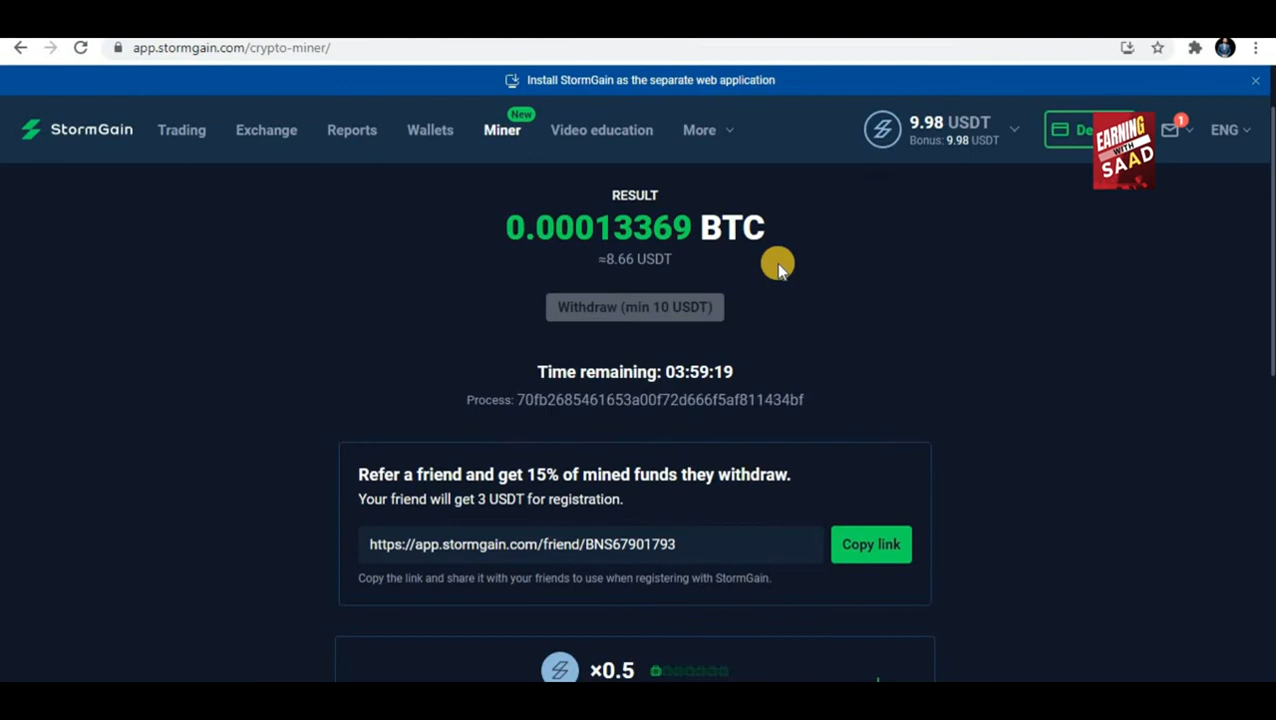 app.stormgain.com/crypto-miner/
Install StormGain as the separate web application
StormGain Trading Exchange Reports Wallets Miner New Video education More
9.98 USDT
Bonus: 9.98 USDT
De
EARNING
WITH
SAAD
1
ENG
RESULT
0.00013369 BTC
≈8.66 USDT
Withdraw (min 10 USDT)
Time remaining: 03:59:19
Process: 70fb2685461653a00f72d666f5af811434bf
Refer a friend and get 15% of mined funds they withdraw.
Your friend will get 3 USDT for registration.
https://app.stormgain.com/friend/BNS67901793
Copy link
Copy the link and share it with your friends to use when registering with StormGain.
×0.5